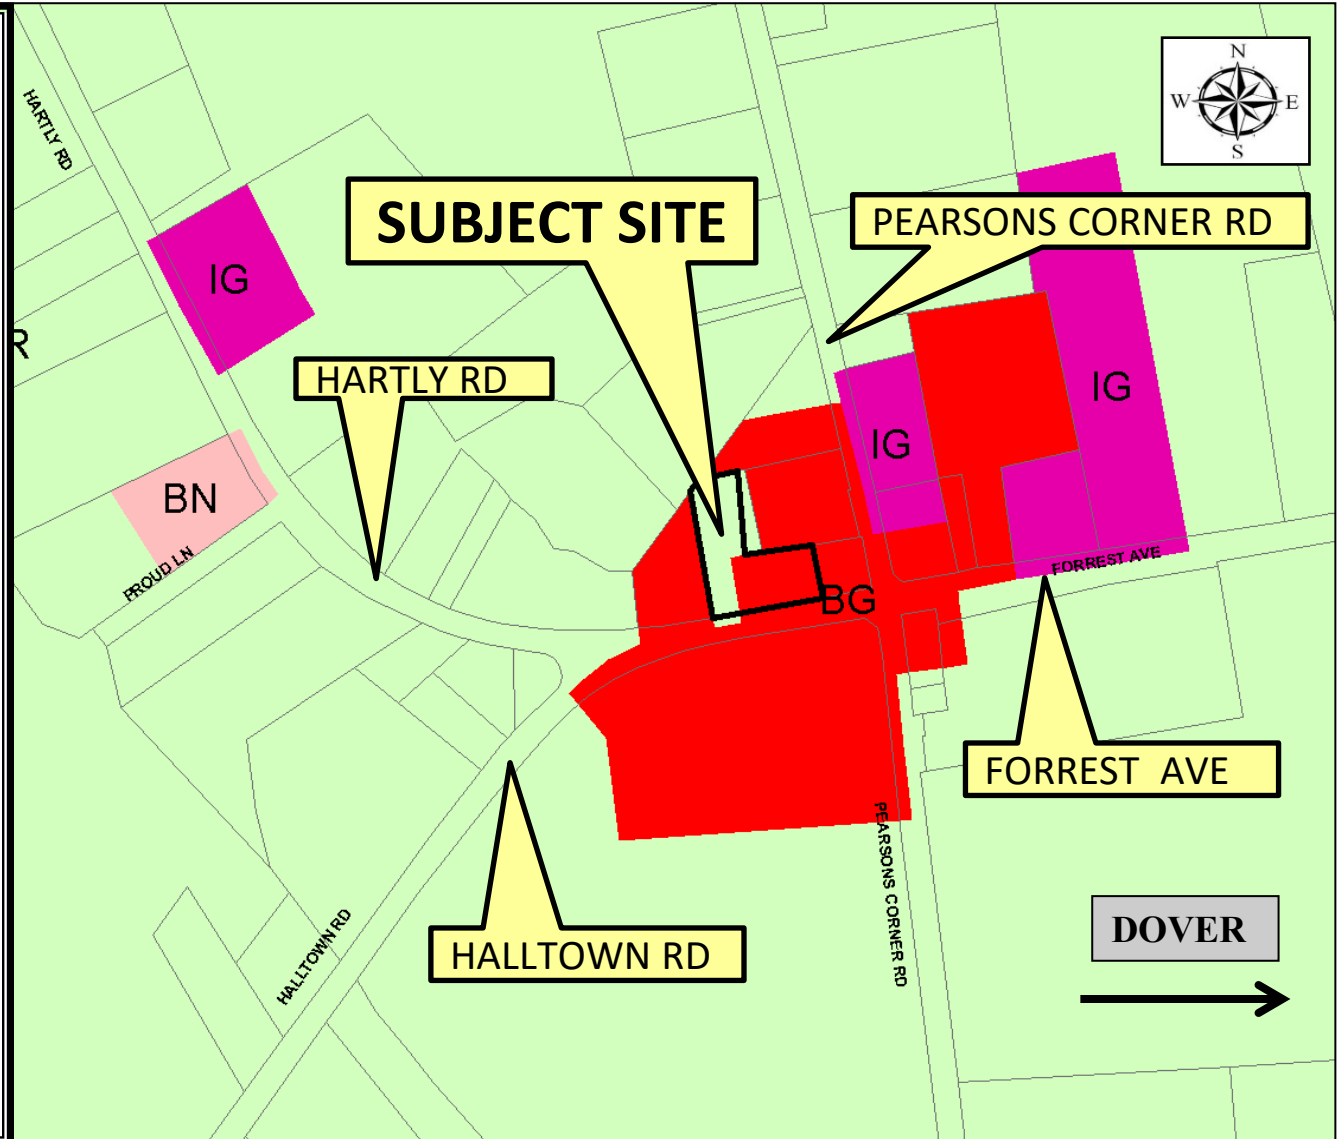 N
W E
S
HARTLY RD
SUBJECT SITE
PEARSONS CORNER RD
IG
R
HARTLY RD
IG
IG
BN
PROUD LN
FORREST AVE
BG
FORREST AVE
PEARSONS CORNER RD
HALLTOWN RD
HALLTOWN RD
DOVER